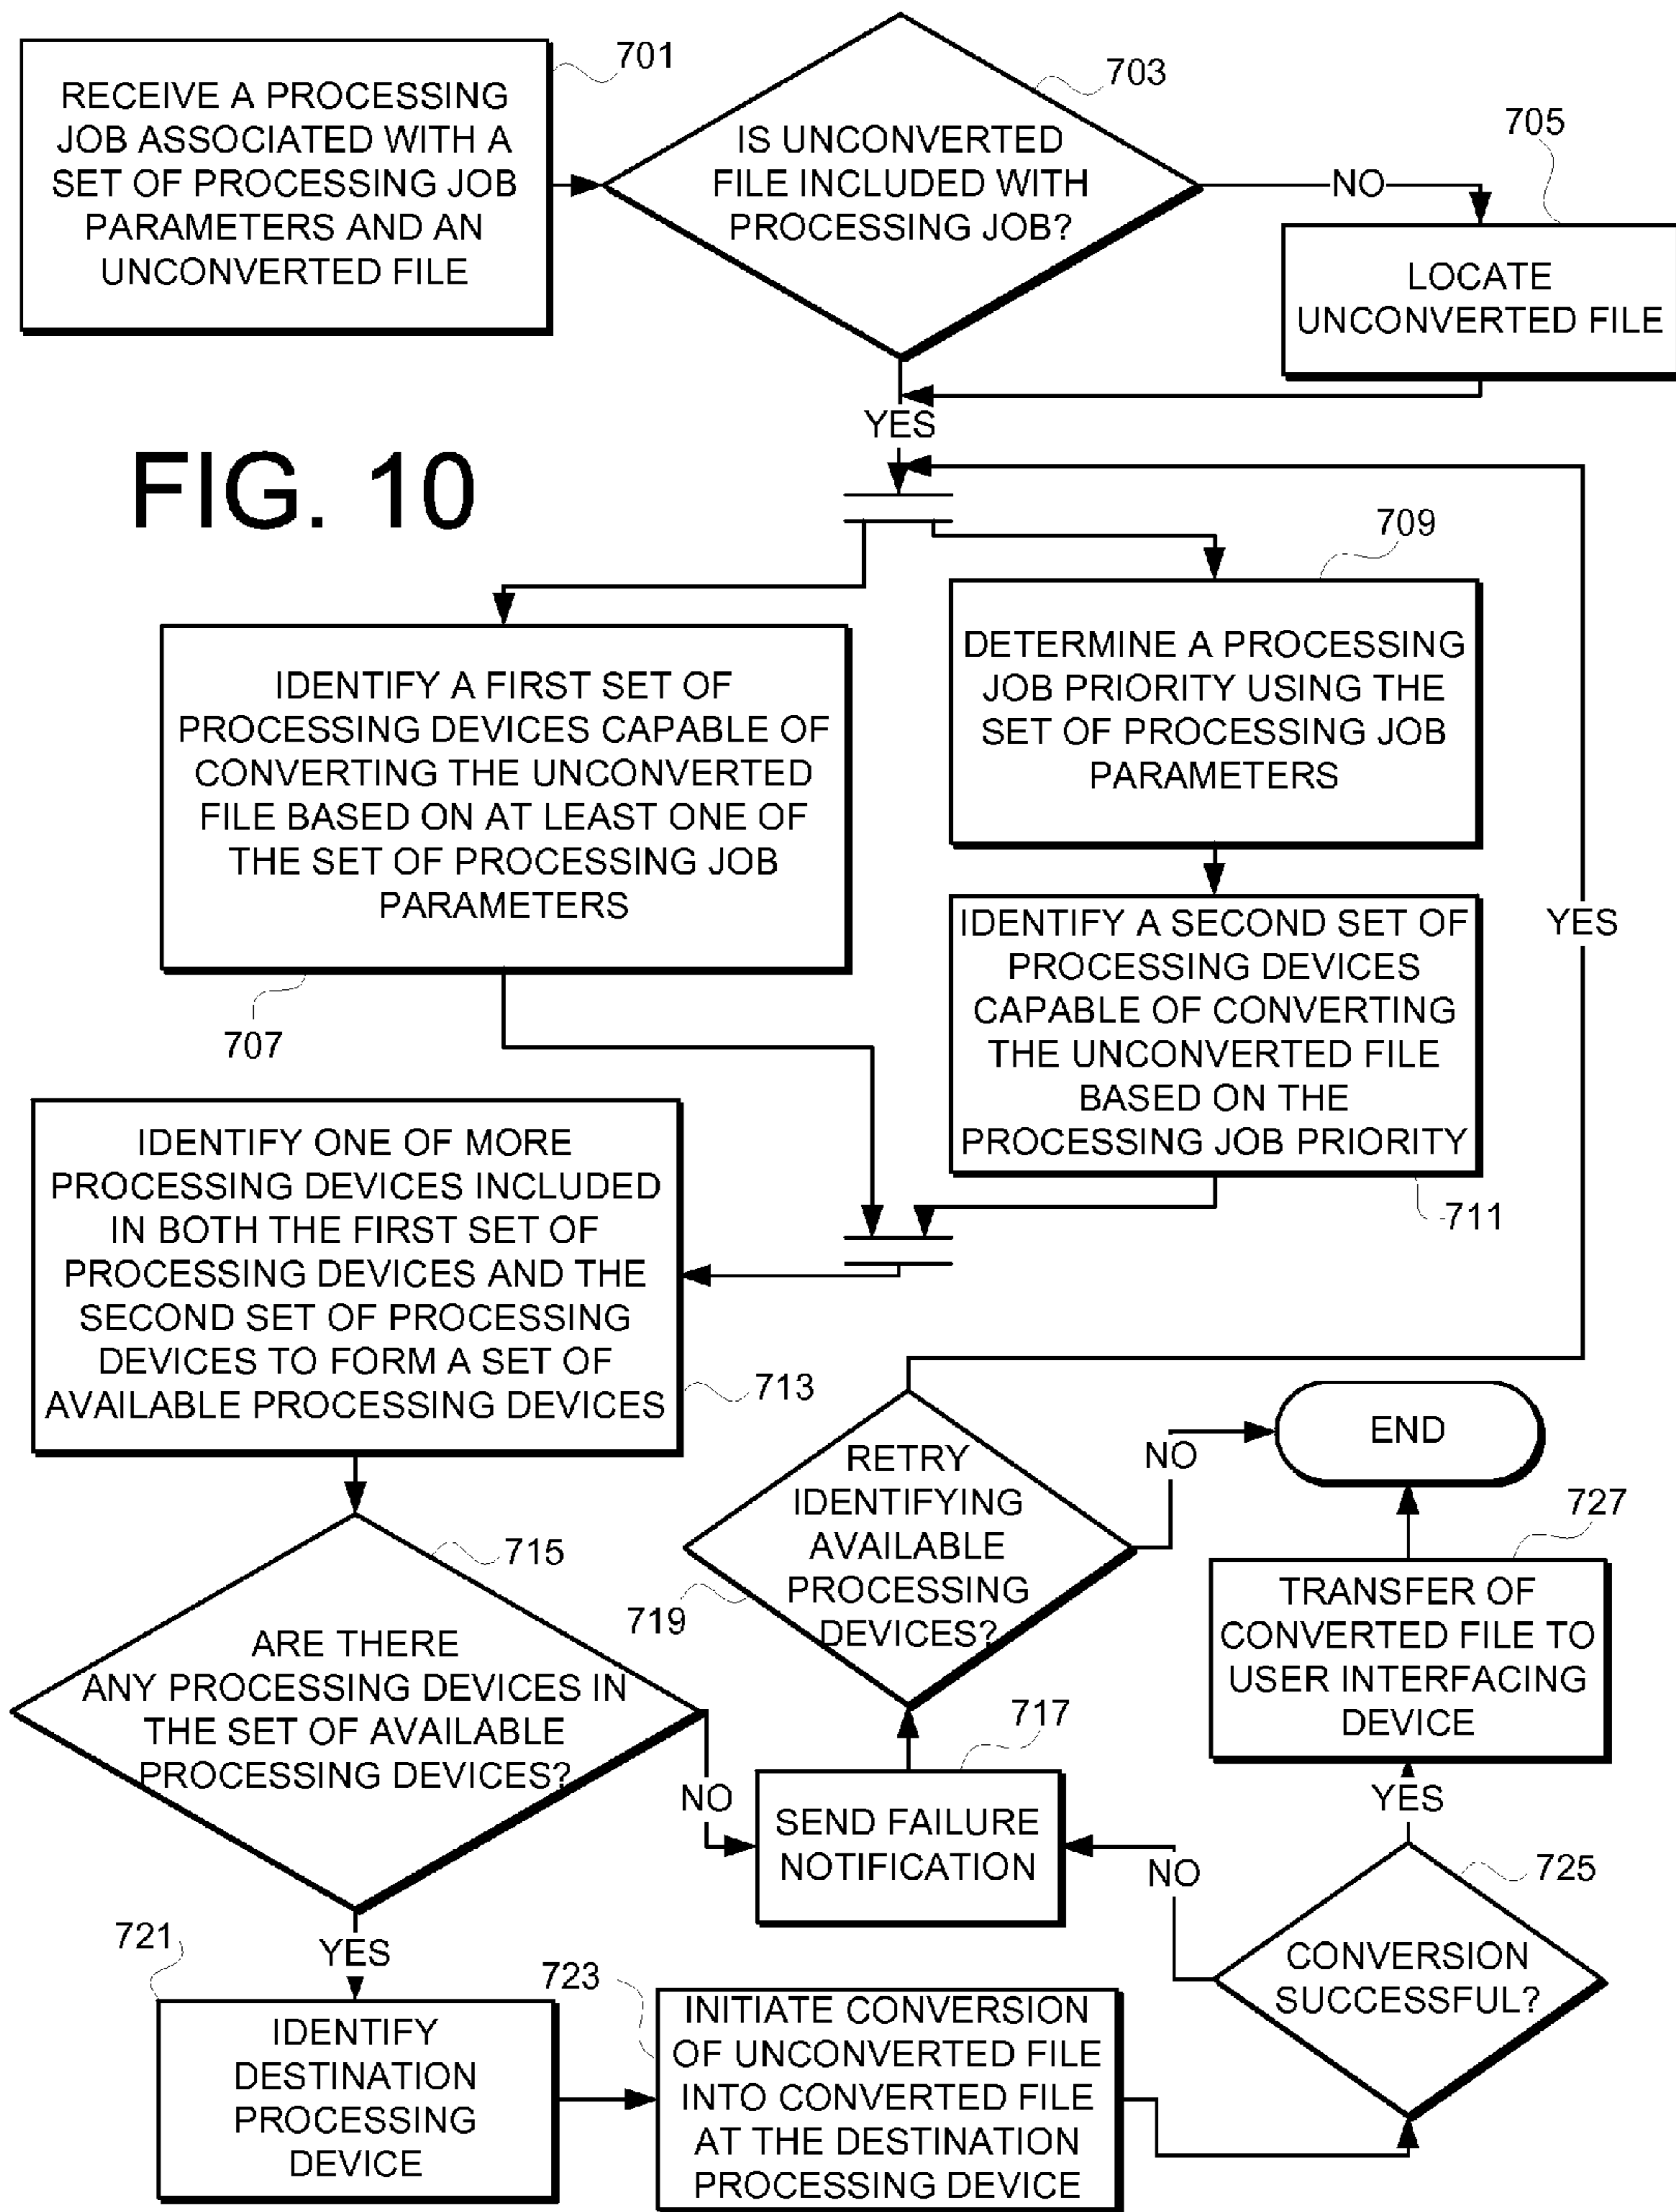 701
RECEIVE A PROCESSING
JOB ASSOCIATED WITH A
SET OF PROCESSING JOB
PARAMETERS AND AN
UNCONVERTED FILE
703
IS UNCONVERTED
FILE INCLUDED WITH
PROCESSING JOB?
NO
705
LOCATE
UNCONVERTED FILE
YES
FIG. 10
709
DETERMINE A PROCESSING
JOB PRIORITY USING THE
SET OF PROCESSING JOB
PARAMETERS
IDENTIFY A FIRST SET OF
PROCESSING DEVICES CAPABLE OF
CONVERTING THE UNCONVERTED
FILE BASED ON AT LEAST ONE OF
THE SET OF PROCESSING JOB
PARAMETERS
707
IDENTIFY A SECOND SET OF
PROCESSING DEVICES
CAPABLE OF CONVERTING
THE UNCONVERTED FILE
BASED ON THE
PROCESSING JOB PRIORITY
711
YES
IDENTIFY ONE OF MORE
PROCESSING DEVICES INCLUDED
IN BOTH THE FIRST SET OF
PROCESSING DEVICES AND THE
SECOND SET OF PROCESSING
DEVICES TO FORM A SET OF
AVAILABLE PROCESSING DEVICES
713
RETRY
IDENTIFYING
AVAILABLE
PROCESSING
DEVICES?
719
NO
END
727
TRANSFER OF
CONVERTED FILE TO
USER INTERFACING
DEVICE
715
ARE THERE
ANY PROCESSING DEVICES IN
THE SET OF AVAILABLE
PROCESSING DEVICES?
NO
717
SEND FAILURE
NOTIFICATION
YES
NO
725
CONVERSION
SUCCESSFUL?
YES
721
IDENTIFY
DESTINATION
PROCESSING
DEVICE
723
INITIATE CONVERSION
OF UNCONVERTED FILE
INTO CONVERTED FILE
AT THE DESTINATION
PROCESSING DEVICE